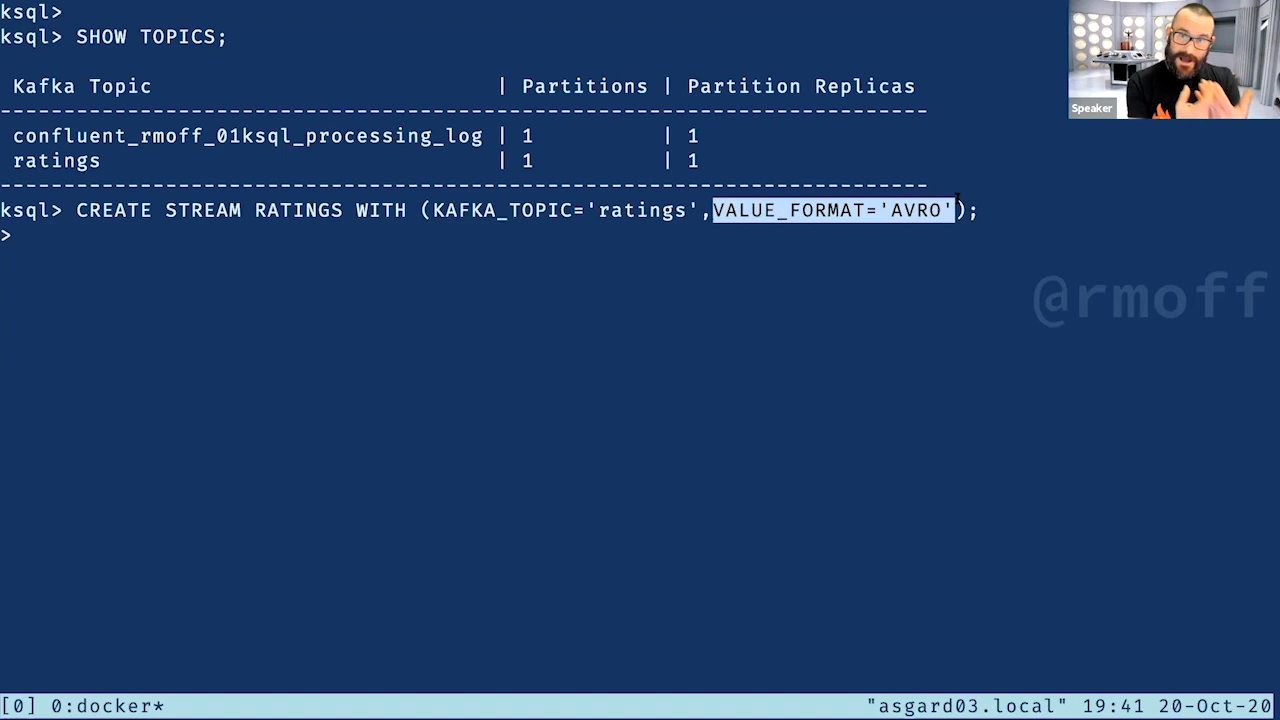 ksql>
ksql> SHOW TOPICS;
Kafka Topic | Partitions | Partition Replicas
--------------------------------------------------------------------------
confluent_rmoff_01ksql_processing_log | 1 | 1
ratings | 1 | 1
--------------------------------------------------------------------------
ksql> CREATE STREAM RATINGS WITH (KAFKA_TOPIC='ratings',VALUE_FORMAT='AVRO');
>
Speaker
@rmoff
[0] 0:docker* "asgard03.local" 19:41 20-Oct-20